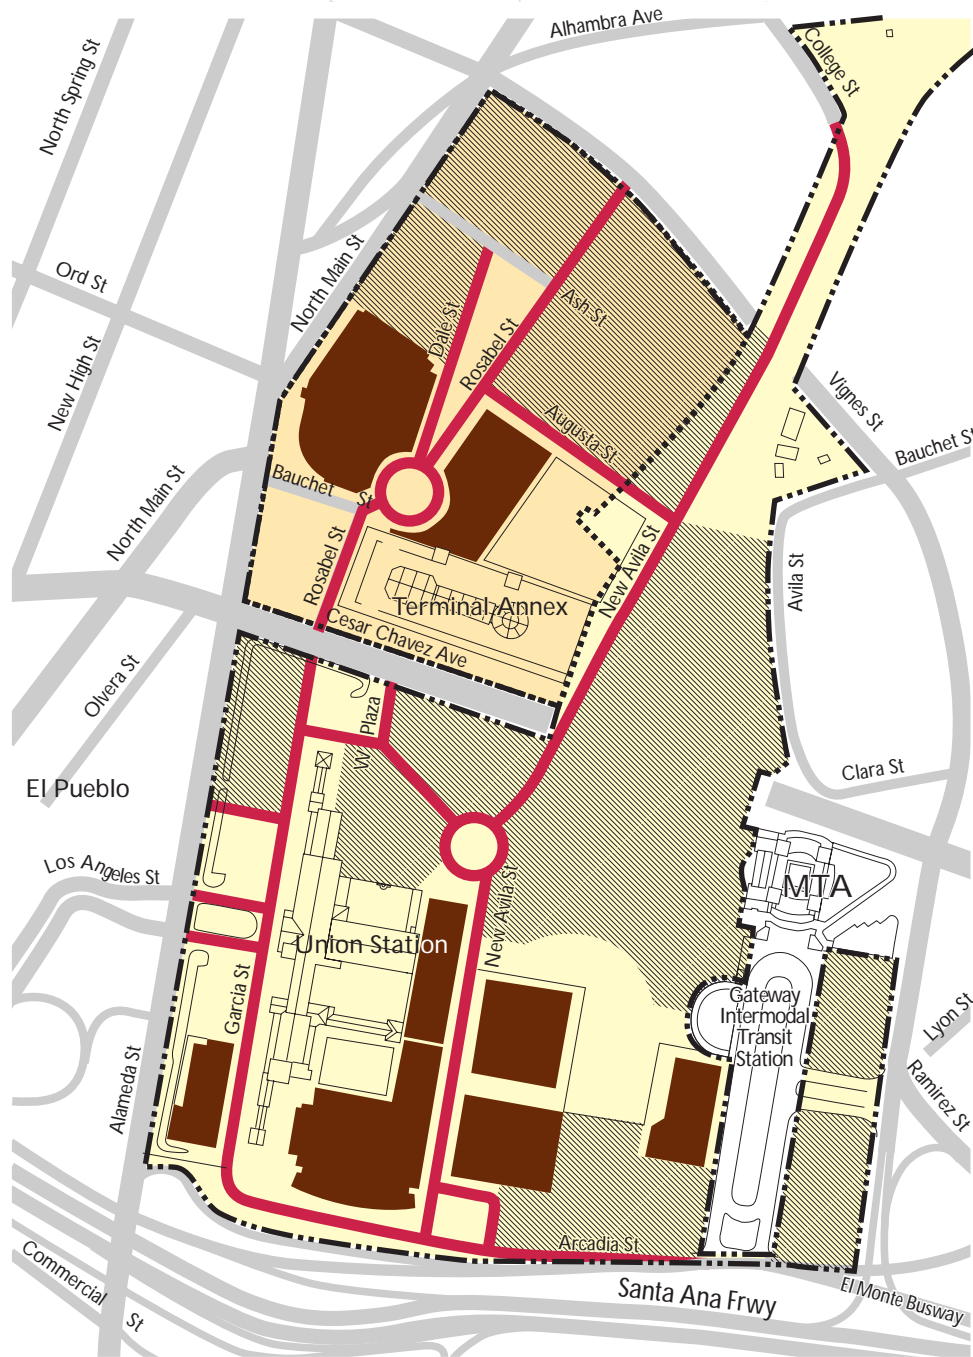 Alhambra Ave
College St
North Spring St
North Main St
Ord St
Ash St
Dale St
Rosabel St
New High St
Vignes St
Augusta St
Bauchet St
Bauchet St
North Main St
Rosabel St
New Avila St
Avila St
Terminal Annex
Cesar Chavez Ave
Olvera St
W Plaza
Clara St
El Pueblo
Los Angeles St
MTA
New Avila St
Union Station
Garcia St
Gateway
Intermodal
Transit
Station
Lyon St
Ramirez St
Alameda St
Arcadia St
Commercial St
Santa Ana Frwy
El Monte Busway